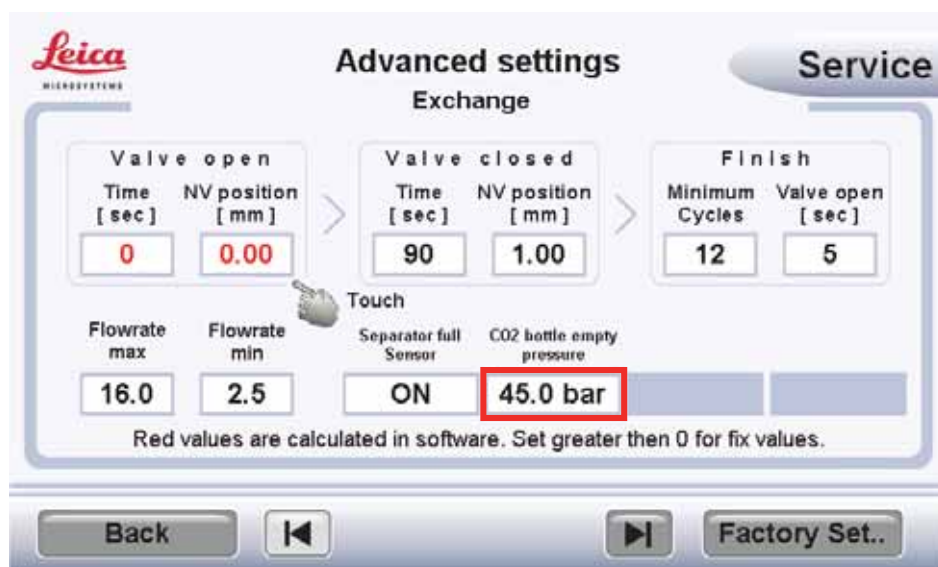 Leica
MICROSYSTEMS
Advanced settings
Service
Exchange
Valve open
Valve closed
Finish
Time
[ sec ]
NV position
[ mm ]
Time
[ sec ]
NV position
[ mm ]
Minimum
Cycles
Valve open
[ sec ]
0
0.00
90
1.00
12
5
Touch
Flowrate
max
Flowrate
min
Separator full
Sensor
CO2 bottle empty
pressure
16.0
2.5
ON
45.0 bar
Red values are calculated in software. Set greater then 0 for fix values.
Back
Factory Set..